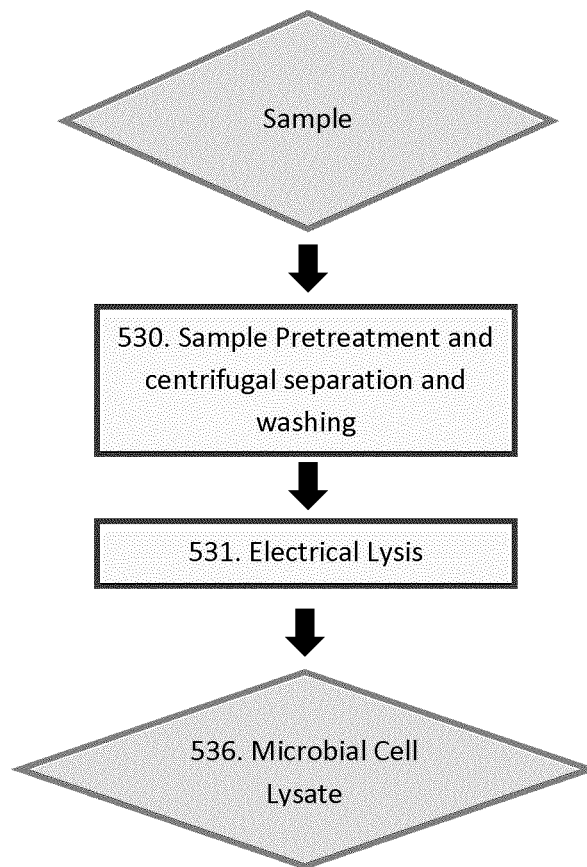 Sample
530. Sample Pretreatment and
centrifugal separation and
washing
531. Electrical Lysis
536. Microbial Cell
Lysate